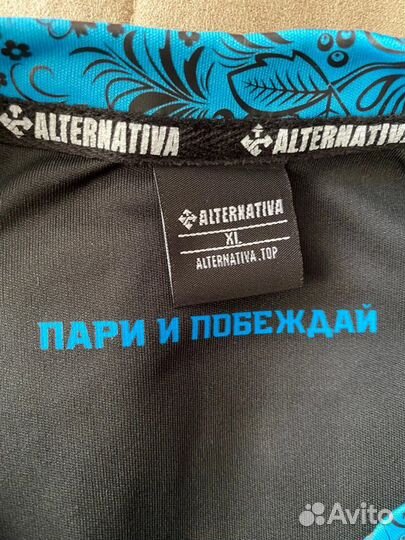 ALTERNATIVA ALTERNATIVA
ALTERNATIVA
XL
ALTERNATIVA.TOP
ПАРИ И ПОБЕЖДАЙ
Avito